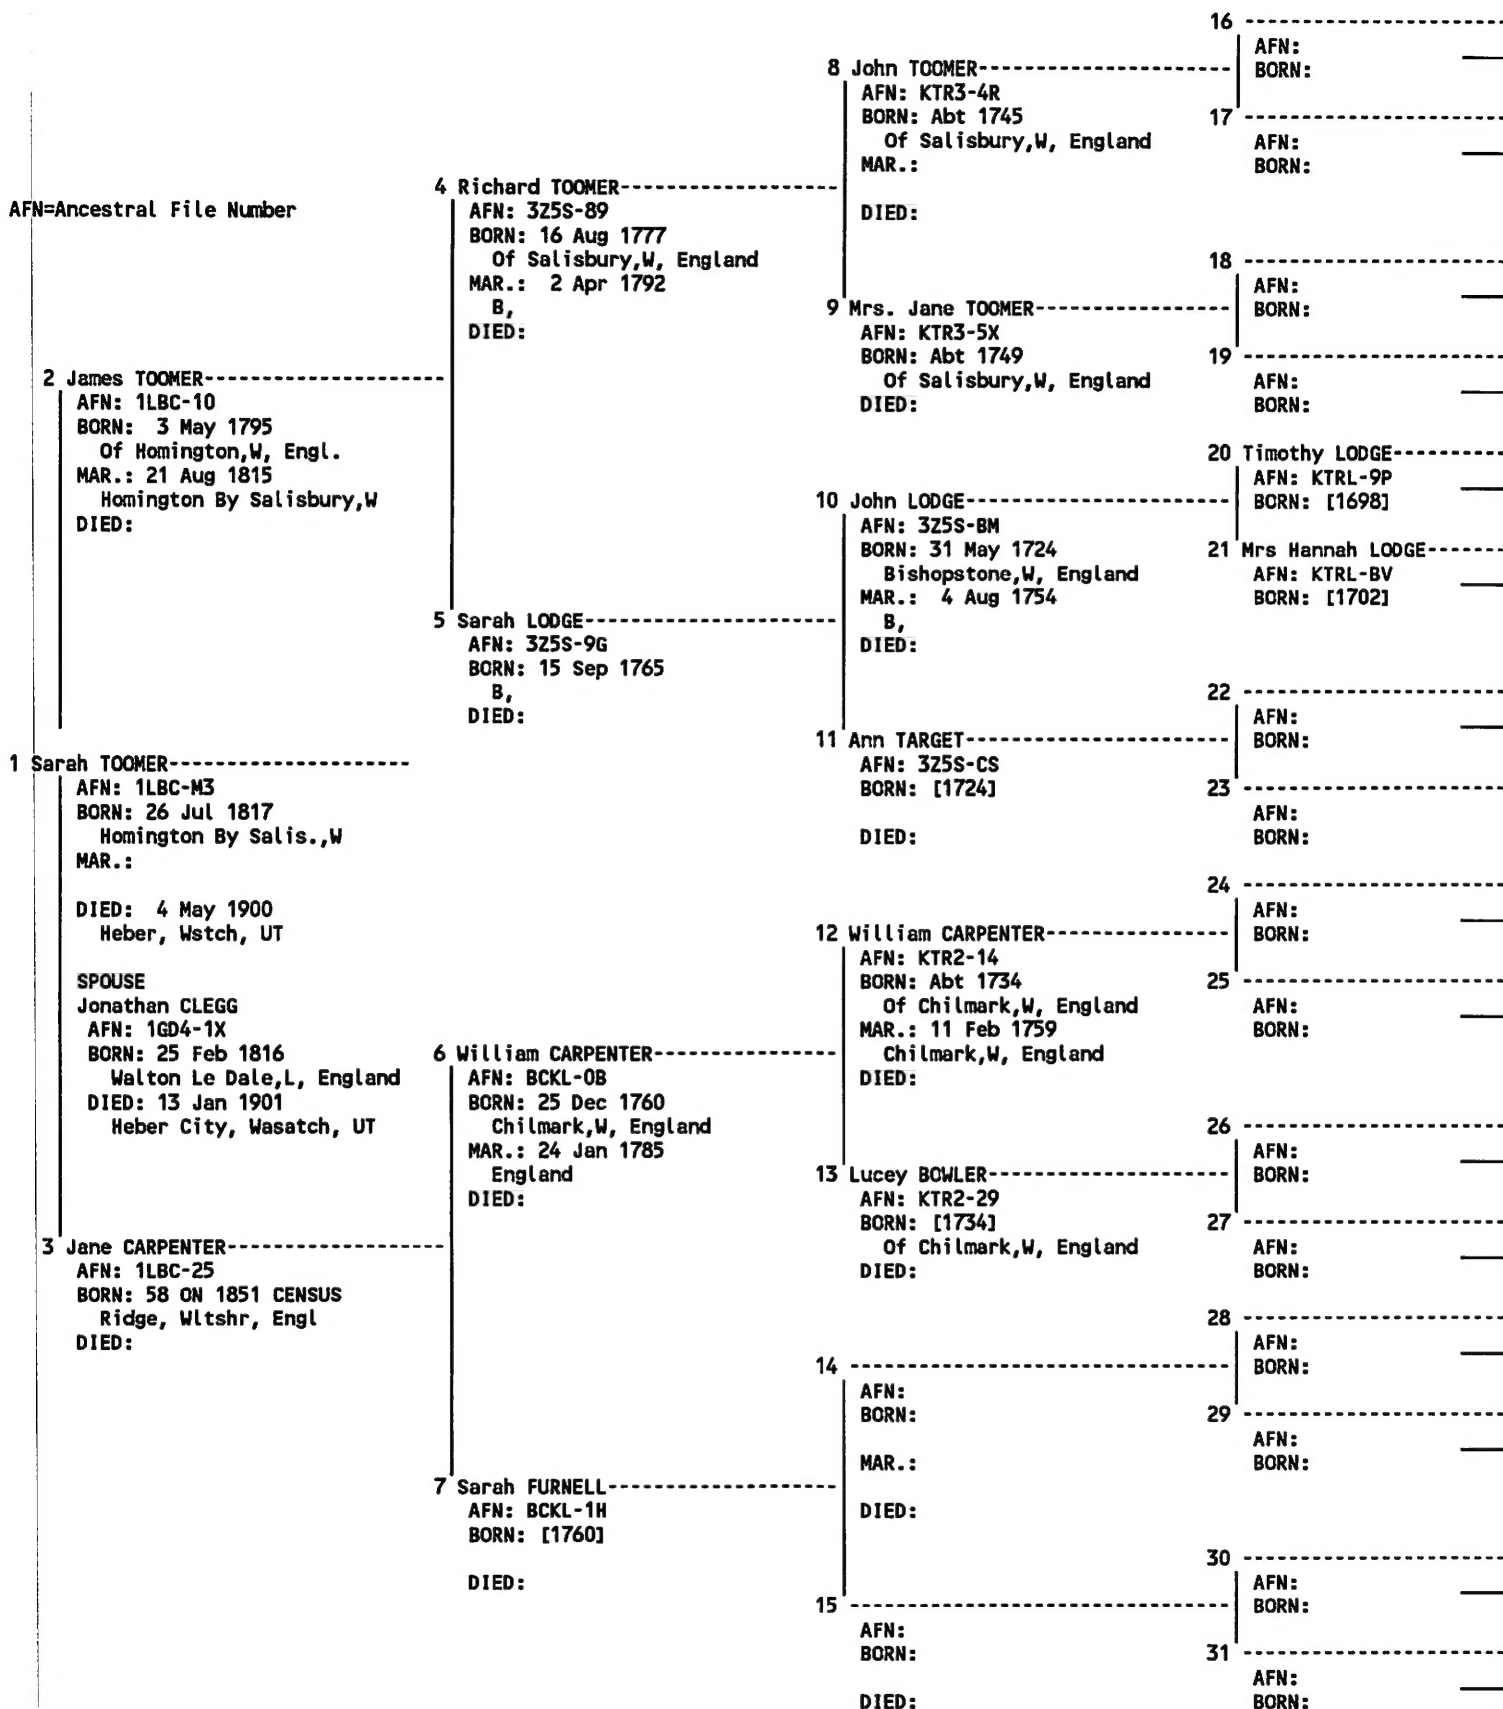 AFN=Ancestral File Number
1 Sarah TOOMER--------------------
AFN: 1LBC-M3
BORN: 26 Jul 1817
Homington By Salis.,W
MAR.:
DIED: 4 May 1900
Heber, Wstch, UT
SPOUSE
Jonathan CLEGG
AFN: 1GD4-1X
BORN: 25 Feb 1816
Walton Le Dale,L, England
DIED: 13 Jan 1901
Heber City, Wasatch, UT
2 James TOOMER--------------------
AFN: 1LBC-10
BORN: 3 May 1795
Of Homington,W, Engl.
MAR.: 21 Aug 1815
Homington By Salisbury,W
DIED:
3 Jane CARPENTER------------------
AFN: 1LBC-25
BORN: 58 ON 1851 CENSUS
Ridge, Wltshr, Engl
DIED:
4 Richard TOOMER------------------
AFN: 3Z5S-89
BORN: 16 Aug 1777
Of Salisbury,W, England
MAR.: 2 Apr 1792
B,
DIED:
5 Sarah LODGE---------------------
AFN: 3Z5S-9G
BORN: 15 Sep 1765
B,
DIED:
6 William CARPENTER---------------
AFN: BCKL-0B
BORN: 25 Dec 1760
Chilmark,W, England
MAR.: 24 Jan 1785
England
DIED:
7 Sarah FURNELL-------------------
AFN: BCKL-1H
BORN: [1760]
DIED:
8 John TOOMER---------------------
AFN: KTR3-4R
BORN: Abt 1745
Of Salisbury,W, England
MAR.:
DIED:
9 Mrs. Jane TOOMER----------------
AFN: KTR3-5X
BORN: Abt 1749
Of Salisbury,W, England
DIED:
10 John LODGE----------------------
AFN: 3Z5S-BM
BORN: 31 May 1724
Bishopstone,W, England
MAR.: 4 Aug 1754
B,
DIED:
11 Ann TARGET----------------------
AFN: 3Z5S-CS
BORN: [1724]
DIED:
12 William CARPENTER---------------
AFN: KTR2-14
BORN: Abt 1734
Of Chilmark,W, England
MAR.: 11 Feb 1759
Chilmark,W, England
DIED:
13 Lucey BOWLER--------------------
AFN: KTR2-29
BORN: [1734]
Of Chilmark,W, England
DIED:
14 --------------------------------
AFN:
BORN:
MAR.:
DIED:
15 --------------------------------
AFN:
BORN:
DIED:
16 ----------------------
AFN:
BORN:
17 ----------------------
AFN:
BORN:
18 ----------------------
AFN:
BORN:
19 ----------------------
AFN:
BORN:
20 Timothy LODGE---------
AFN: KTRL-9P
BORN: [1698]
21 Mrs Hannah LODGE------
AFN: KTRL-BV
BORN: [1702]
22 ----------------------
AFN:
BORN:
23 ----------------------
AFN:
BORN:
24 ----------------------
AFN:
BORN:
25 ----------------------
AFN:
BORN:
26 ----------------------
AFN:
BORN:
27 ----------------------
AFN:
BORN:
28 ----------------------
AFN:
BORN:
29 ----------------------
AFN:
BORN:
30 ----------------------
AFN:
BORN:
31 ----------------------
AFN:
BORN: